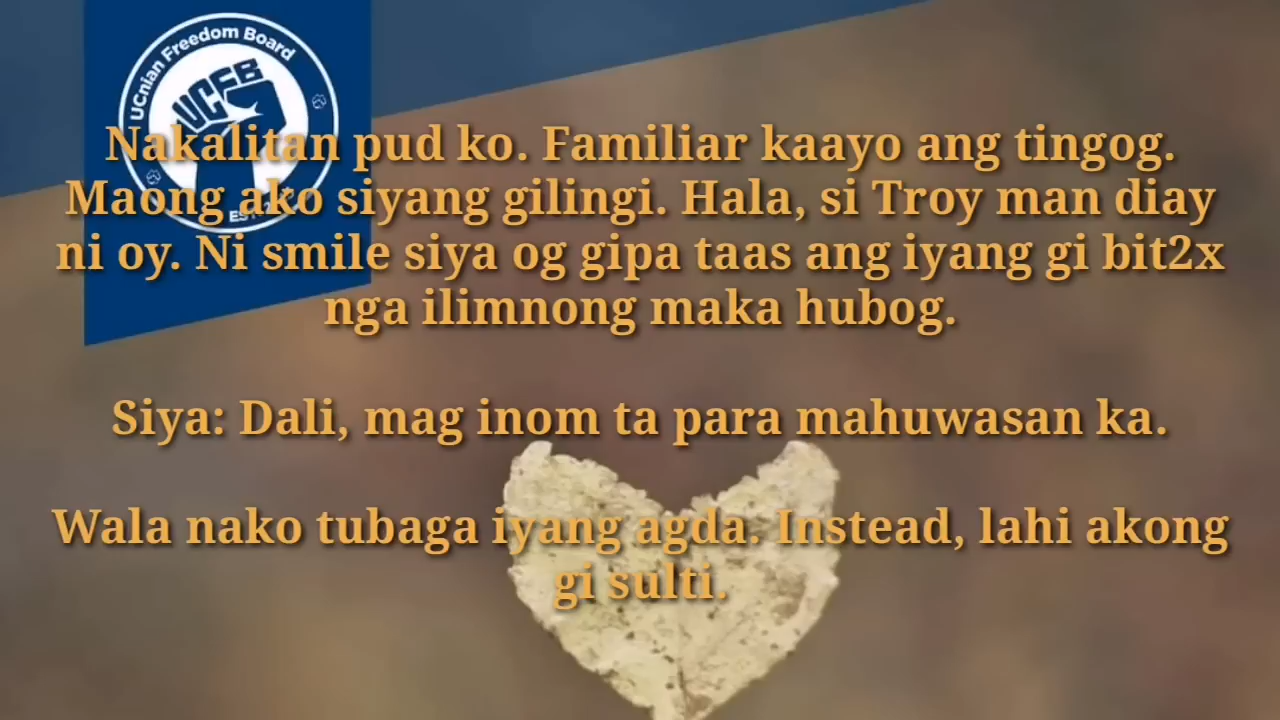 UCnian Freedom Board
UCFB
Nakalitan pud ko. Familiar kaayo ang tingog.
Maong ako siyang gilingi. Hala, si Troy man diay
ni oy. Ni smile siya og gipa taas ang iyang gi bit2x
nga ilimnong maka hubog.
Siya: Dali, mag inom ta para mahuwasan ka.
Wala nako tubaga iyang agda. Instead, lahi akong
gi sulti.